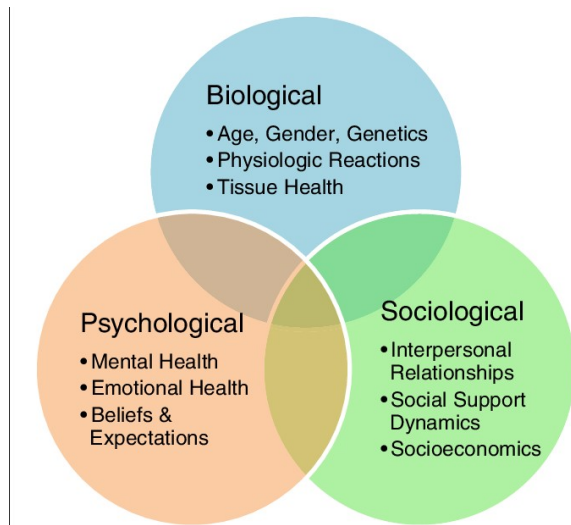 Biological
• Age, Gender, Genetics
• Physiologic Reactions
• Tissue Health
Psychological
• Mental Health
• Emotional Health
• Beliefs &
Expectations
Sociological
• Interpersonal
Relationships
• Social Support
Dynamics
• Socioeconomics